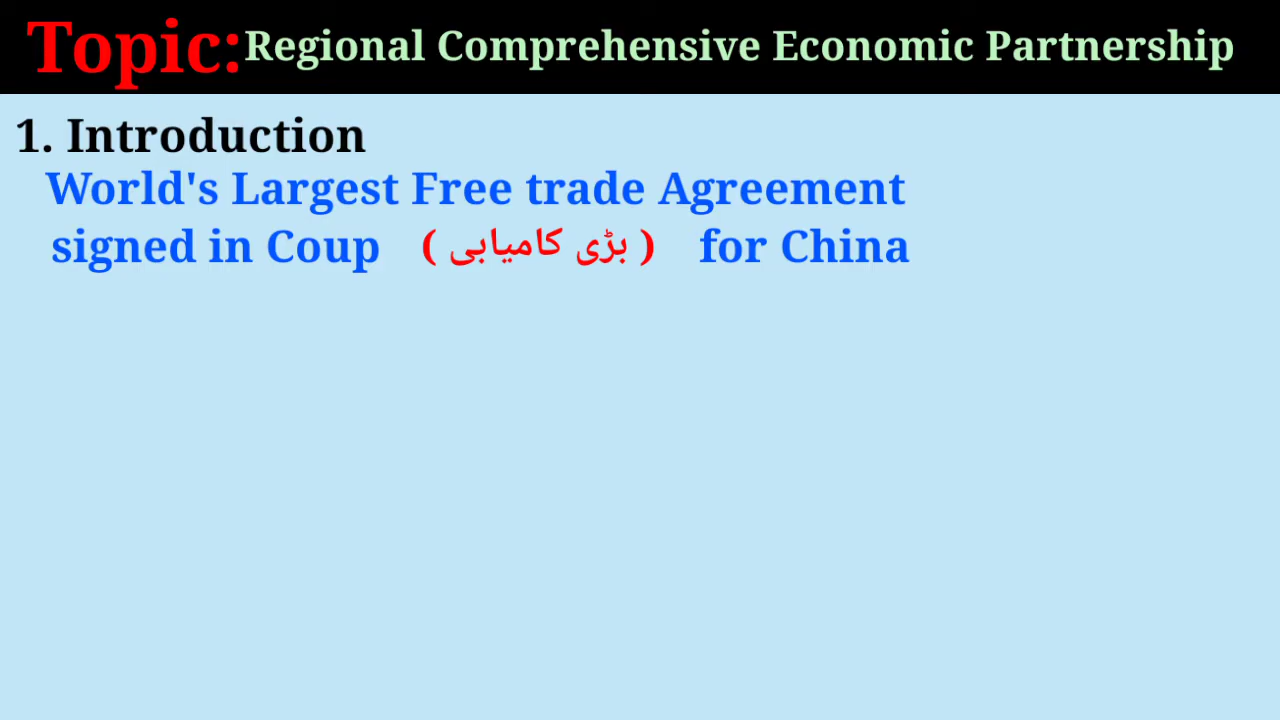 Topic: Regional Comprehensive Economic Partnership
1. Introduction
World's Largest Free trade Agreement
signed in Coup ( بڑی کامیابی ) for China